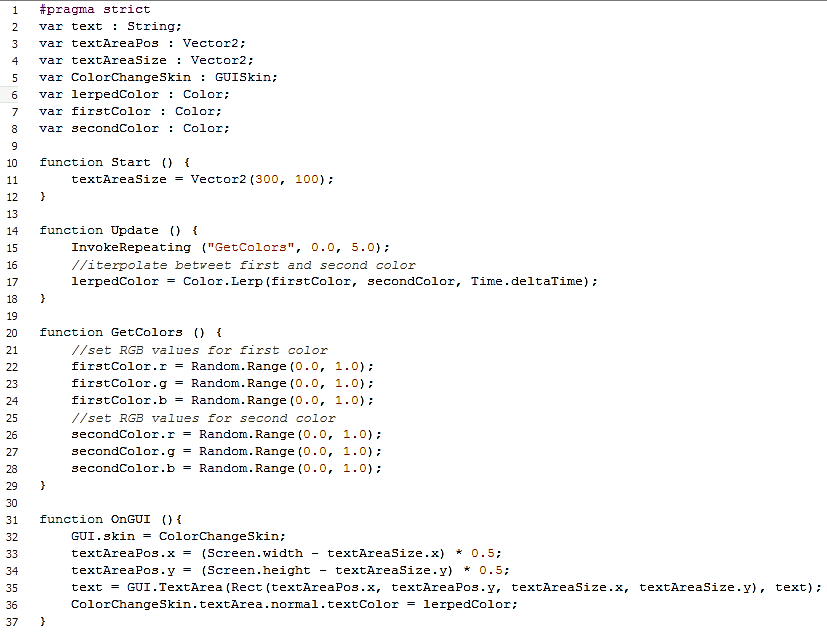 1 #pragma strict
2 var text : String;
3 var textAreaPos : Vector2;
4 var textAreaSize : Vector2;
5 var ColorChangeSkin : GUISkin;
6 var lerpedColor : Color;
7 var firstColor : Color;
8 var secondColor : Color;
9
10 function Start () {
11 textAreaSize = Vector2(300, 100);
12 }
13
14 function Update () {
15 InvokeRepeating ("GetColors", 0.0, 5.0);
16 //iterpolate betweet first and second color
17 lerpedColor = Color.Lerp(firstColor, secondColor, Time.deltaTime);
18 }
19
20 function GetColors () {
21 //set RGB values for first color
22 firstColor.r = Random.Range(0.0, 1.0);
23 firstColor.g = Random.Range(0.0, 1.0);
24 firstColor.b = Random.Range(0.0, 1.0);
25 //set RGB values for second color
26 secondColor.r = Random.Range(0.0, 1.0);
27 secondColor.g = Random.Range(0.0, 1.0);
28 secondColor.b = Random.Range(0.0, 1.0);
29 }
30
31 function OnGUI (){
32 GUI.skin = ColorChangeSkin;
33 textAreaPos.x = (Screen.width - textAreaSize.x) * 0.5;
34 textAreaPos.y = (Screen.height - textAreaSize.y) * 0.5;
35 text = GUI.TextArea(Rect(textAreaPos.x, textAreaPos.y, textAreaSize.x, textAreaSize.y), text);
36 ColorChangeSkin.textArea.normal.textColor = lerpedColor;
37 }